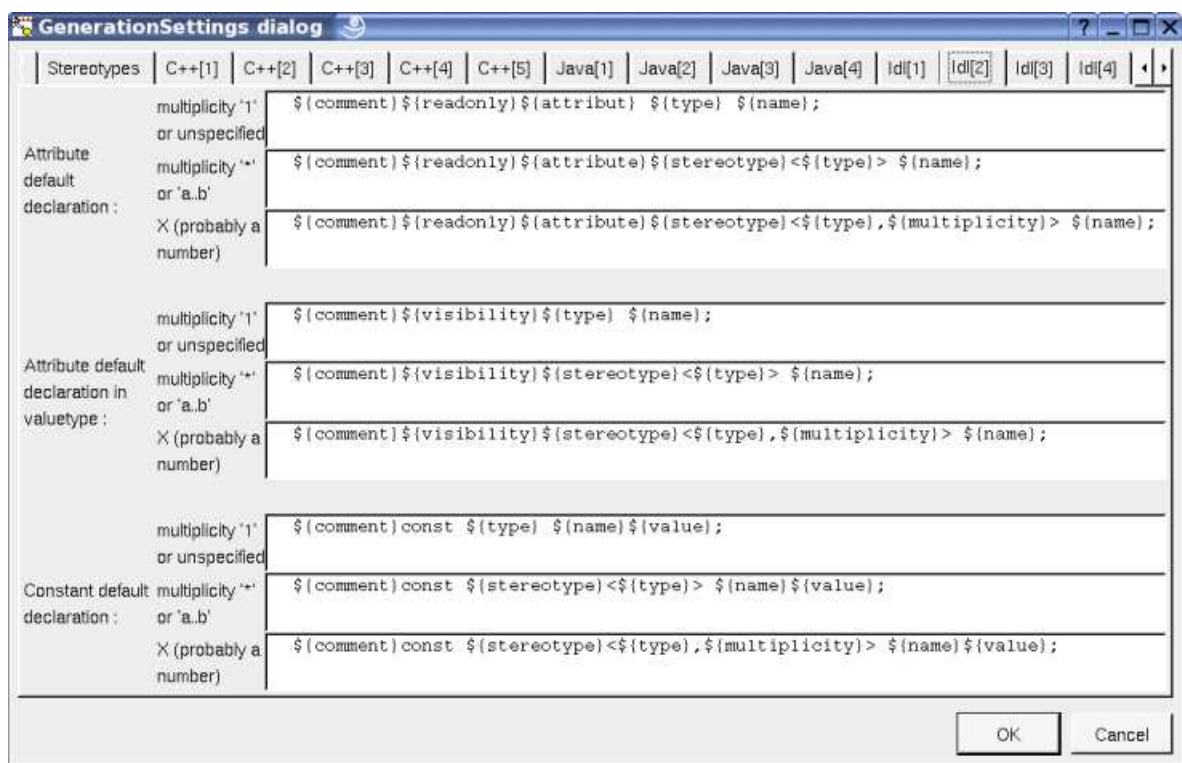 GenerationSettings dialog
Stereotypes C++[1] C++[2] C++[3] C++[4] C++[5] Java[1] Java[2] Java[3] Java[4] Idl[1] Idl[2] Idl[3] Idl[4]
Attribute default declaration :
multiplicity '1' or unspecified
${comment}${readonly}${attribut} ${type} ${name};
multiplicity '*' or 'a..b'
${comment}${readonly}${attribute}${stereotype}<${type}> ${name};
X (probably a number)
${comment}${readonly}${attribute}${stereotype}<${type},${multiplicity}> ${name};
Attribute default declaration in valuetype :
multiplicity '1' or unspecified
${comment}${visibility}${type} ${name};
multiplicity '*' or 'a..b'
${comment}${visibility}${stereotype}<${type}> ${name};
X (probably a number)
${comment}${visibility}${stereotype}<${type},${multiplicity}> ${name};
Constant default declaration :
multiplicity '1' or unspecified
${comment}const ${type} ${name}${value};
multiplicity '*' or 'a..b'
${comment}const ${stereotype}<${type}> ${name}${value};
X (probably a number)
${comment}const ${stereotype}<${type},${multiplicity}> ${name}${value};
OK Cancel